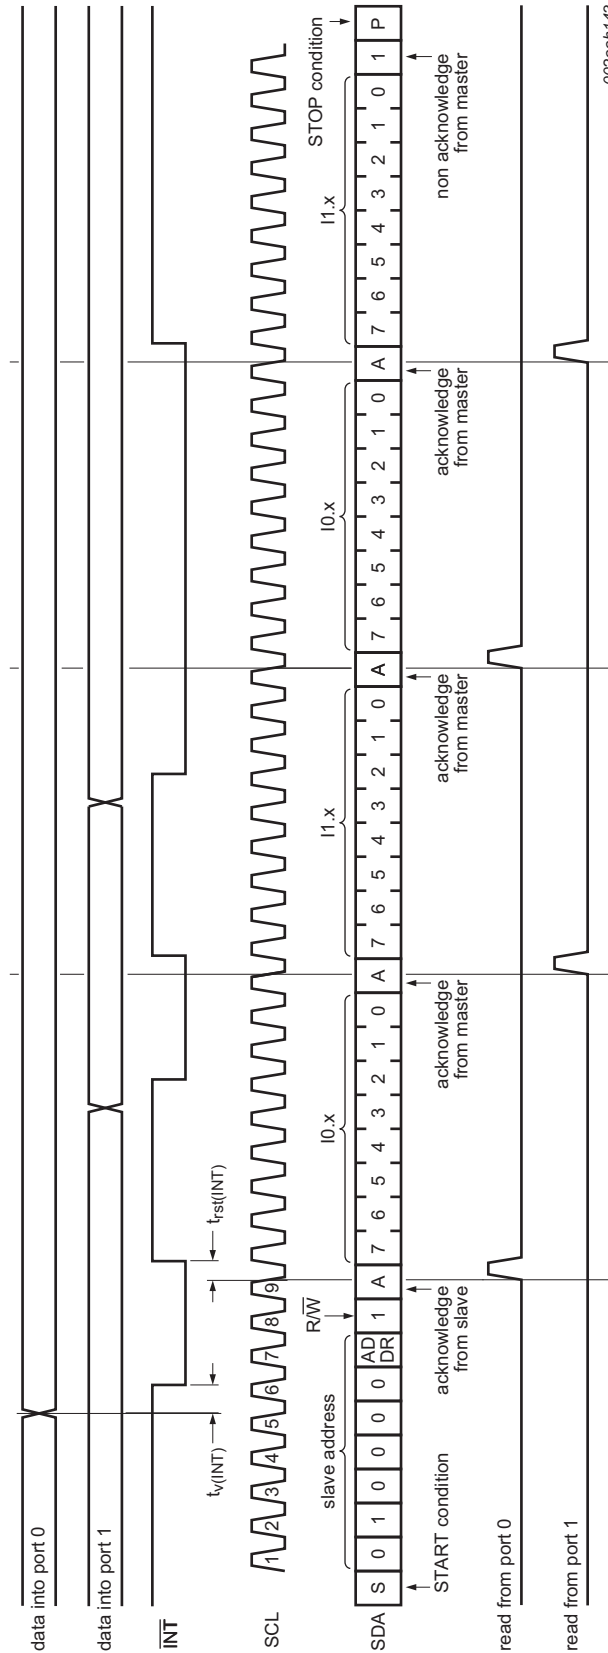 data into port 0
data into port 1
INT
tv(INT)
trst(INT)
SCL
1 2 3 4 5 6 7 8 9
slave address
R/W
I0.x
I1.x
I0.x
I1.x
STOP condition
SDA
S 0 1 0 0 0 0 AD DR 1 A 7 6 5 4 3 2 1 0 A 7 6 5 4 3 2 1 0 A 7 6 5 4 3 2 1 0 A 7 6 5 4 3 2 1 0 1 P
START condition
acknowledge
from slave
acknowledge
from master
acknowledge
from master
acknowledge
from master
non acknowledge
from master
read from port 0
read from port 1